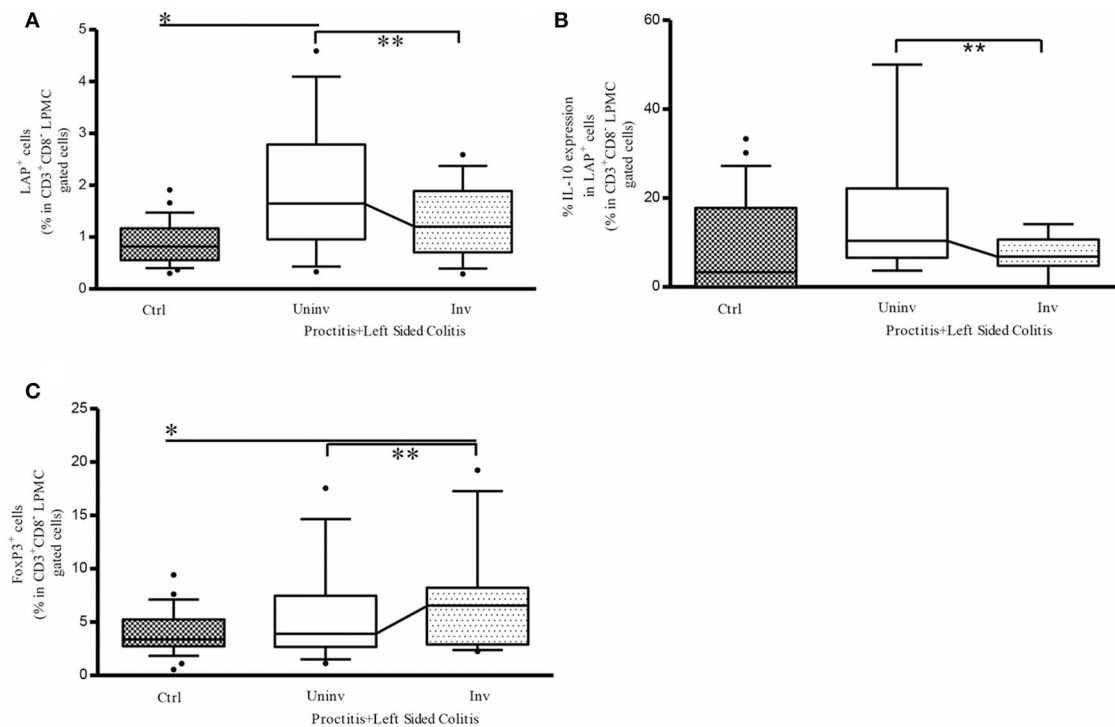 A
LAP+ cells
(% in CD3+CD8- LPMC
gated cells)
5
4
3
2
1
0
*
**
Ctrl
Uninv
Inv
Proctitis+Left Sided Colitis
B
% IL-10 expression
in LAP+ cells
(% in CD3+CD8- LPMC
gated cells)
60
40
20
0
**
Ctrl
Uninv
Inv
Proctitis+Left Sided Colitis
C
FoxP3+ cells
(% in CD3+CD8- LPMC
gated cells)
25
20
15
10
5
0
*
**
Ctrl
Uninv
Inv
Proctitis+Left Sided Colitis